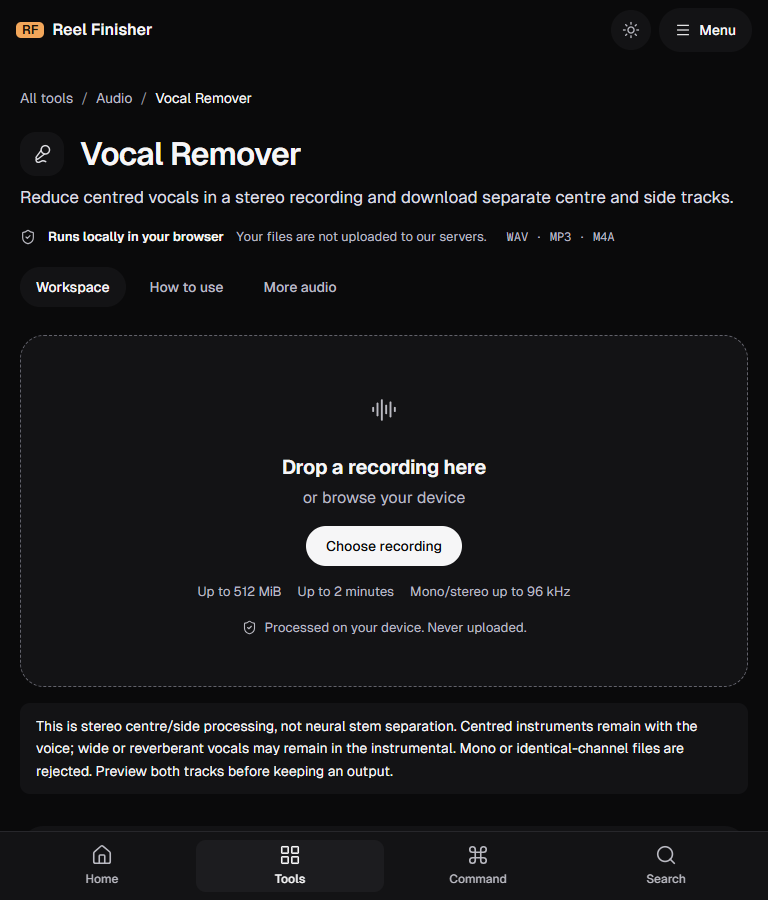 RF Reel Finisher
Menu
All tools / Audio / Vocal Remover
Vocal Remover
Reduce centred vocals in a stereo recording and download separate centre and side tracks.
Runs locally in your browser Your files are not uploaded to our servers. WAV · MP3 · M4A
Workspace How to use More audio
Drop a recording here
or browse your device
Choose recording
Up to 512 MiB Up to 2 minutes Mono/stereo up to 96 kHz
Processed on your device. Never uploaded.
This is stereo centre/side processing, not neural stem separation. Centred instruments remain with the
voice; wide or reverberant vocals may remain in the instrumental. Mono or identical-channel files are
rejected. Preview both tracks before keeping an output.
Home Tools Command Search